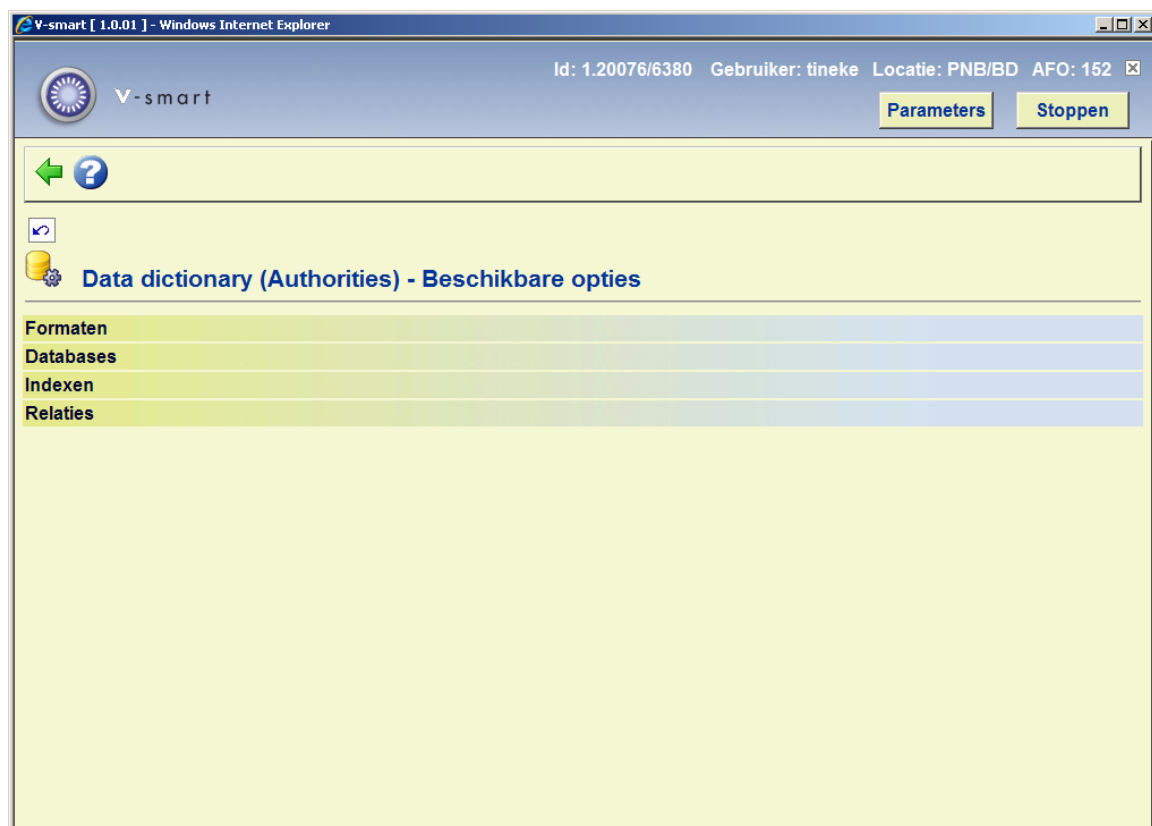 V-smart [ 1.0.01 ] - Windows Internet Explorer
Id: 1.20076/6380 Gebruiker: tineke Locatie: PNB/BD AFO: 152
V-smart
Parameters Stoppen
?
Data dictionary (Authorities) - Beschikbare opties
Formaten
Databases
Indexen
Relaties